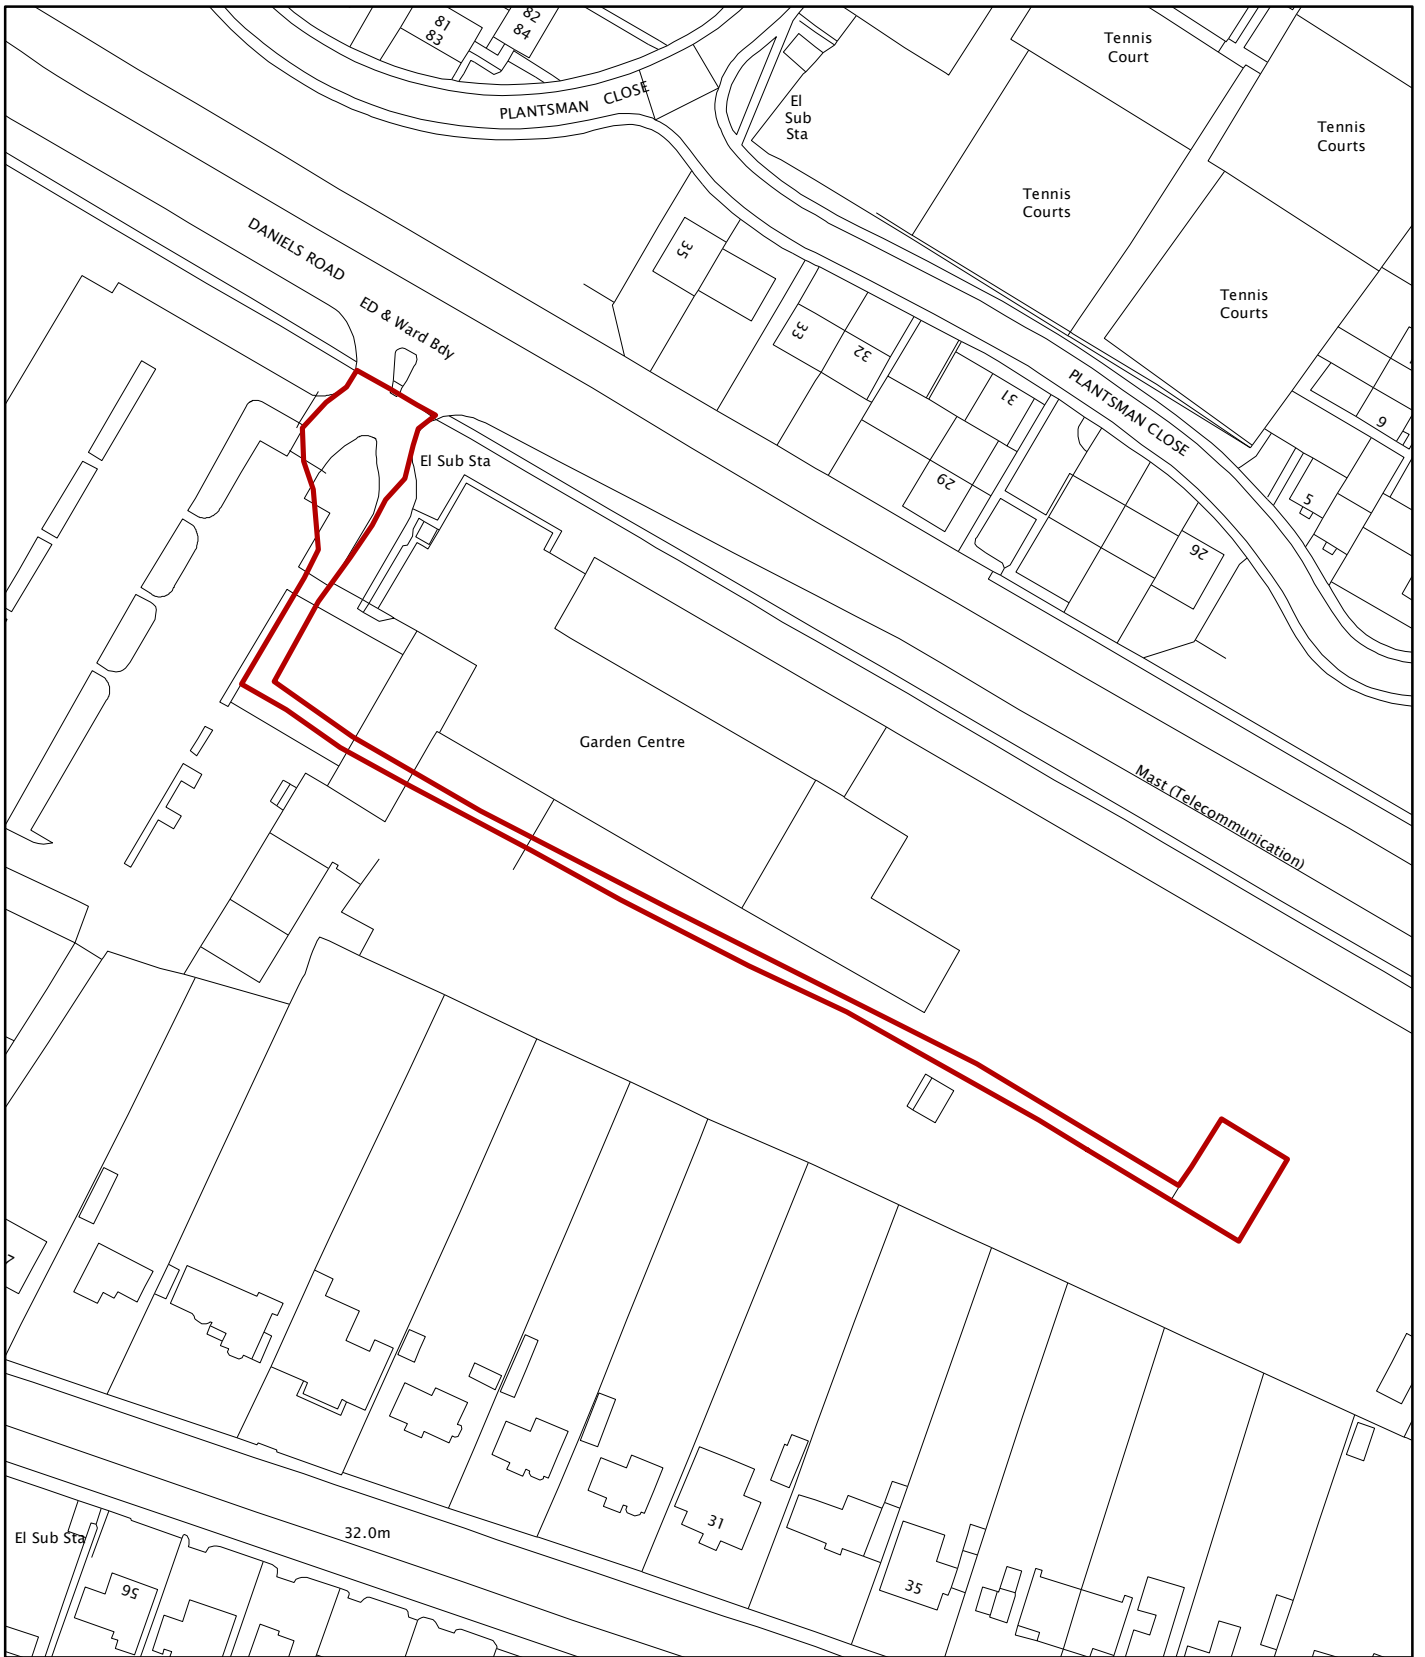 81
83
82
84
Tennis
Court
PLANTSMAN CLOSE
El
Sub
Sta
Tennis
Courts
Tennis
Courts
DANIELS ROAD
35
ED & Ward Bdy
Tennis
Courts
33
32
31
PLANTSMAN CLOSE
9
El Sub Sta
29
5
26
Garden Centre
Mast (Telecommunication)
31
32.0m
El Sub Sta
56
35